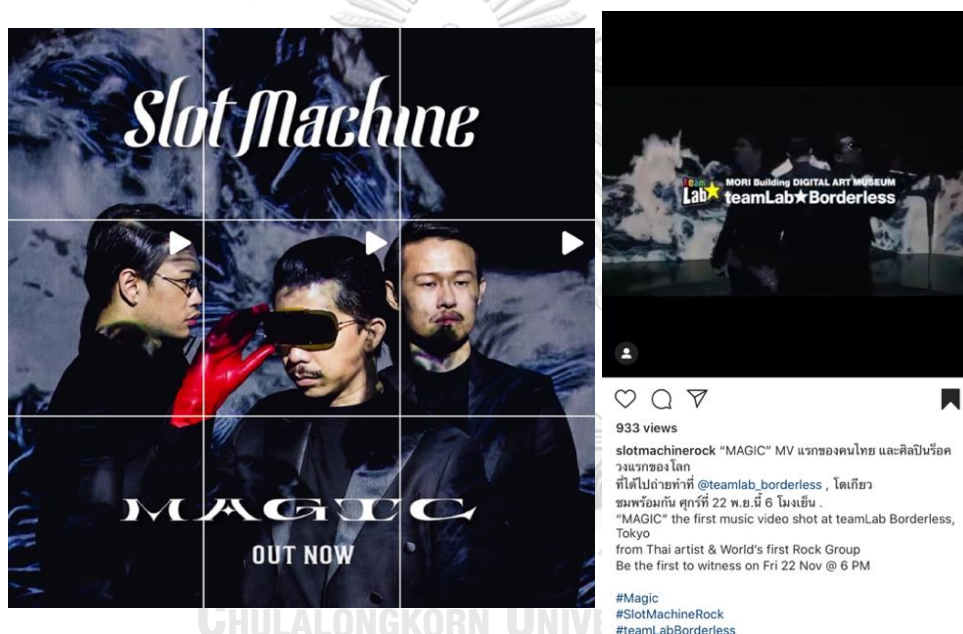 Slot Machine
MAGIC
OUT NOW
team
Lab
MORI Building DIGITAL ART MUSEUM
teamLab★Borderless
933 views
slotmachinerock “MAGIC” MV แรกของคนไทย และศิลปินร็อค
วงแรกของโลก
ที่ได้ไปถ่ายทำที่ @teamlab_borderless , โตเกียว
ชมพร้อมกัน ศุกร์ที่ 22 พ.ย.นี้ 6 โมงเย็น .
“MAGIC” the first music video shot at teamLab Borderless,
Tokyo
from Thai artist & World's first Rock Group
Be the first to witness on Fri 22 Nov @ 6 PM
#Magic
#SlotMachineRock
#teamLabBorderless
CHULALONGKORN UNIVE